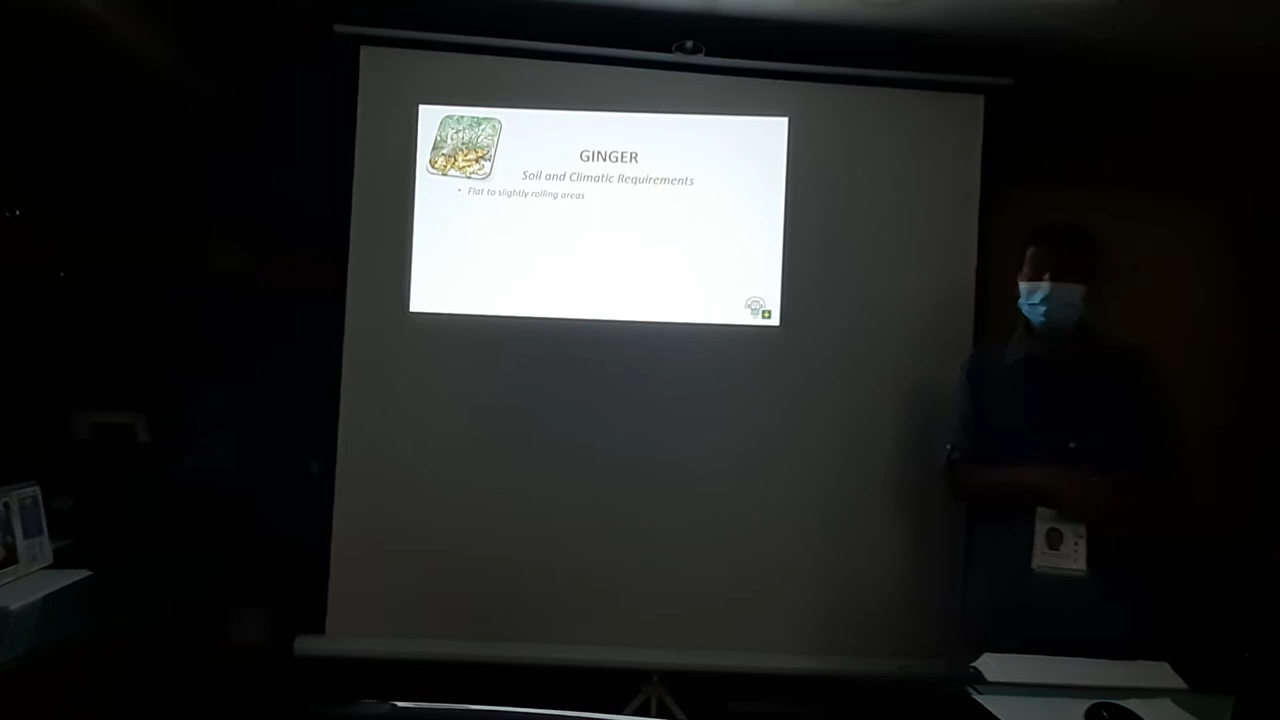 GINGER
Soil and Climatic Requirements
• Flat to slightly rolling areas